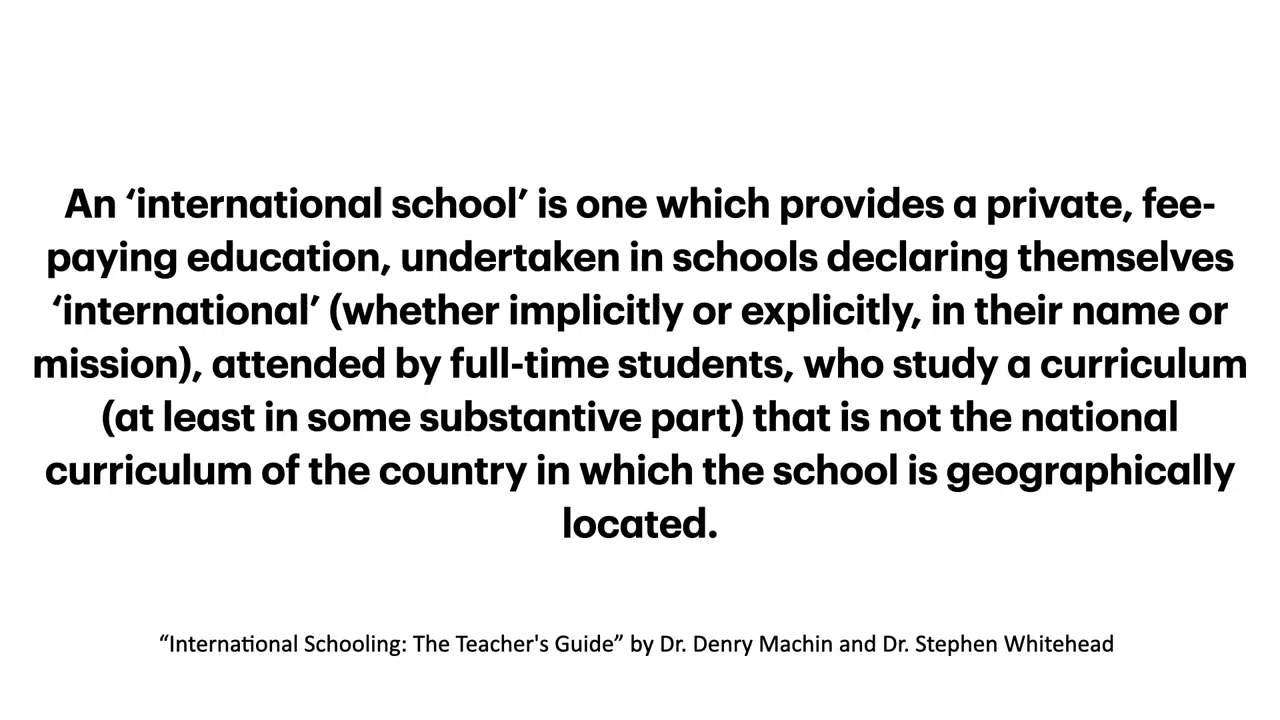 An ‘international school’ is one which provides a private, fee-
paying education, undertaken in schools declaring themselves
‘international’ (whether implicitly or explicitly, in their name or
mission), attended by full-time students, who study a curriculum
(at least in some substantive part) that is not the national
curriculum of the country in which the school is geographically
located.
“International Schooling: The Teacher's Guide” by Dr. Denry Machin and Dr. Stephen Whitehead